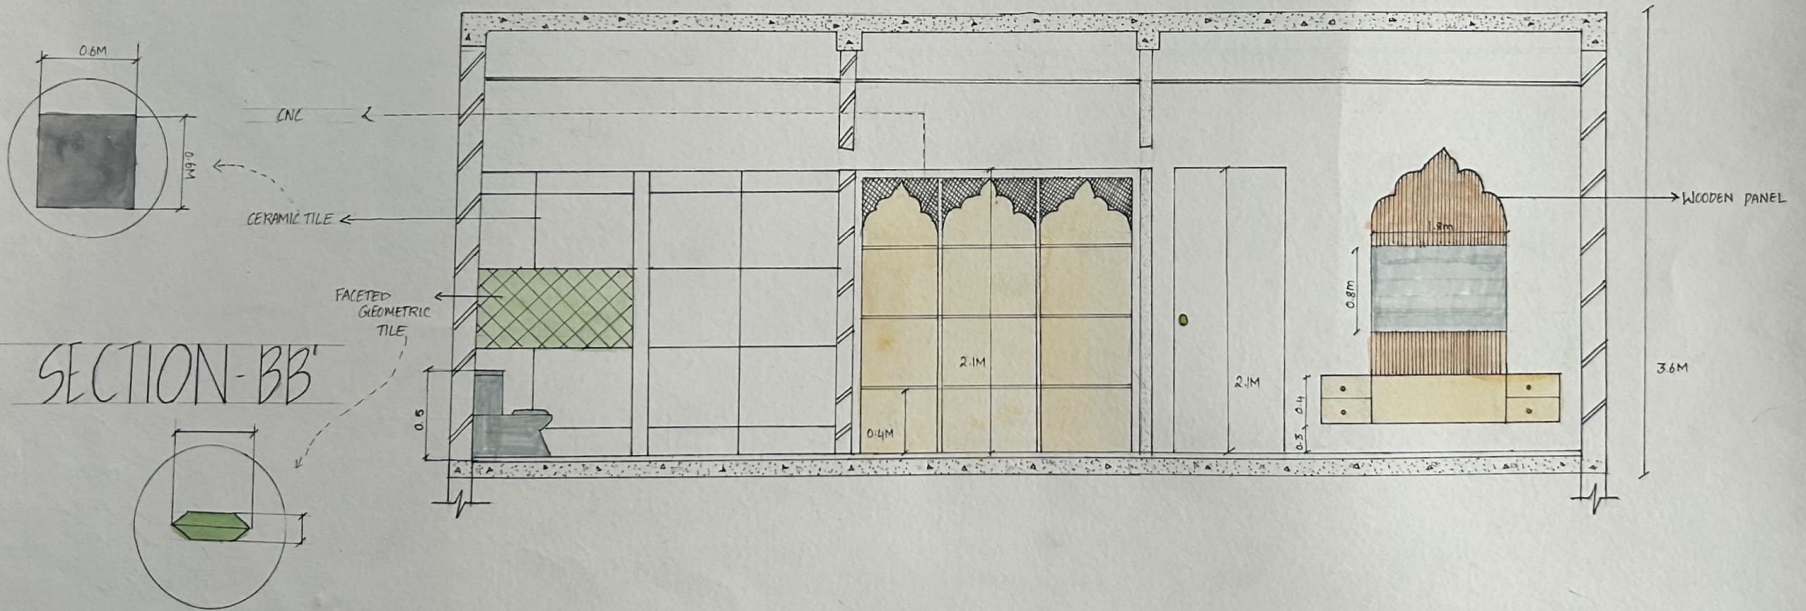 0.6M
0.6M
CNC
CERAMIC TILE
FACETED
GEOMETRIC
TILE
SECTION-BB'
0.5
0.4M
2.1M
2.1M
1.8m
0.8m
0.4
0.3
WOODEN PANEL
3.6M